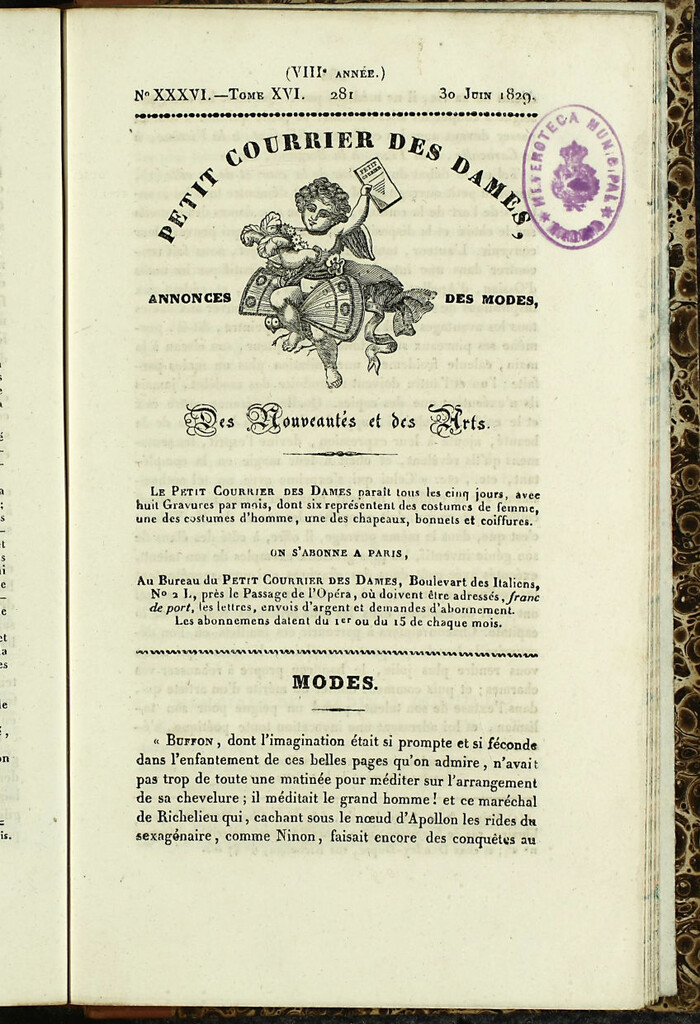 (VIIIe ANNÉE.)
No XXXVI.—TOME XVI. 281 30 JUIN 1829.
PETIT COURRIER DES DAMES,
PETIT
ANNONCES DES MODES,
Des Nouveautés et des Arts.
LE PETIT COURRIER DES DAMES paraît tous les cinq jours, avec
huit Gravures par mois, dont six représentent des costumes de femme,
une des costumes d'homme, une des chapeaux, bonnets et coiffures.
ON S'ABONNE A PARIS,
Au Bureau du PETIT COURRIER DES DAMES, Boulevart des Italiens,
No 2 L, près le Passage de l'Opéra, où doivent être adressés, franc
de port, les lettres, envois d'argent et demandes d'abonnement.
Les abonnemens datent du 1er ou du 15 de chaque mois.
MODES.
« BUFFON, dont l'imagination était si prompte et si féconde
dans l'enfantement de ces belles pages qu'on admire, n'avait
pas trop de toute une matinée pour méditer sur l'arrangement
de sa chevelure; il méditait le grand homme! et ce maréchal
de Richelieu qui, cachant sous le nœud d'Apollon les rides du
sexagénaire, comme Ninon, faisait encore des conquêtes au
HEMEROTECA MUNICIPAL
MADRID